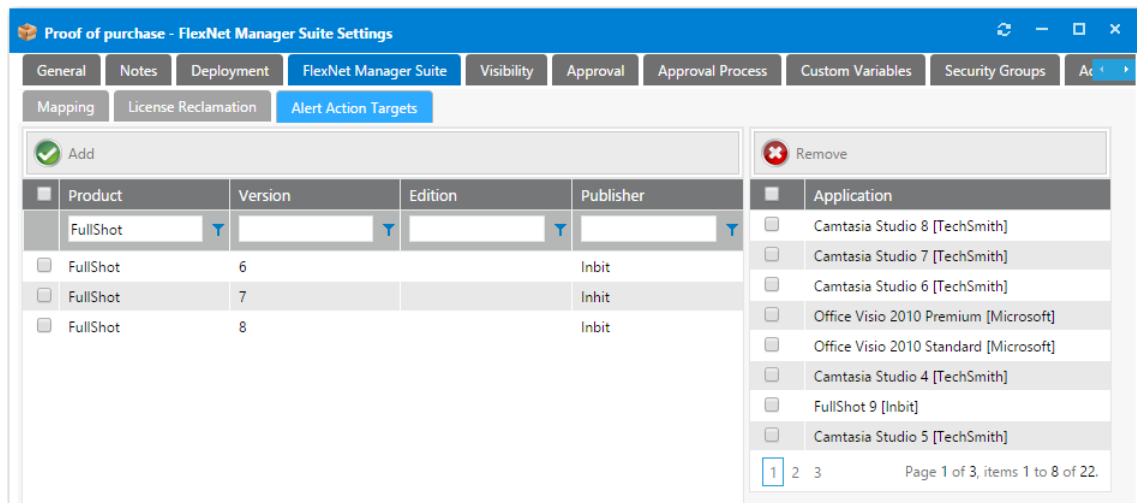 Proof of purchase - FlexNet Manager Suite Settings
General Notes Deployment FlexNet Manager Suite Visibility Approval Approval Process Custom Variables Security Groups
Mapping License Reclamation Alert Action Targets
Add
Product Version Edition Publisher
FullShot
FullShot 6 Inbit
FullShot 7 Inhit
FullShot 8 Inbit
Remove
Application
Camtasia Studio 8 [TechSmith]
Camtasia Studio 7 [TechSmith]
Camtasia Studio 6 [TechSmith]
Office Visio 2010 Premium [Microsoft]
Office Visio 2010 Standard [Microsoft]
Camtasia Studio 4 [TechSmith]
FullShot 9 [Inbit]
Camtasia Studio 5 [TechSmith]
1 2 3 Page 1 of 3, items 1 to 8 of 22.